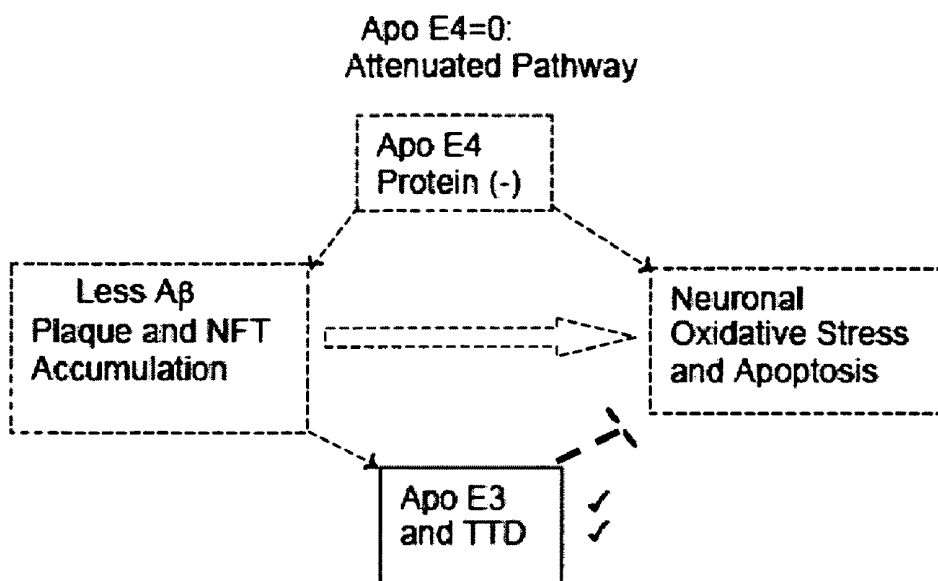 Apo E4=0:
Attenuated Pathway
Apo E4
Protein (-)
Less Aβ
Plaque and NFT
Accumulation
Neuronal
Oxidative Stress
and Apoptosis
Apo E3
and TTD